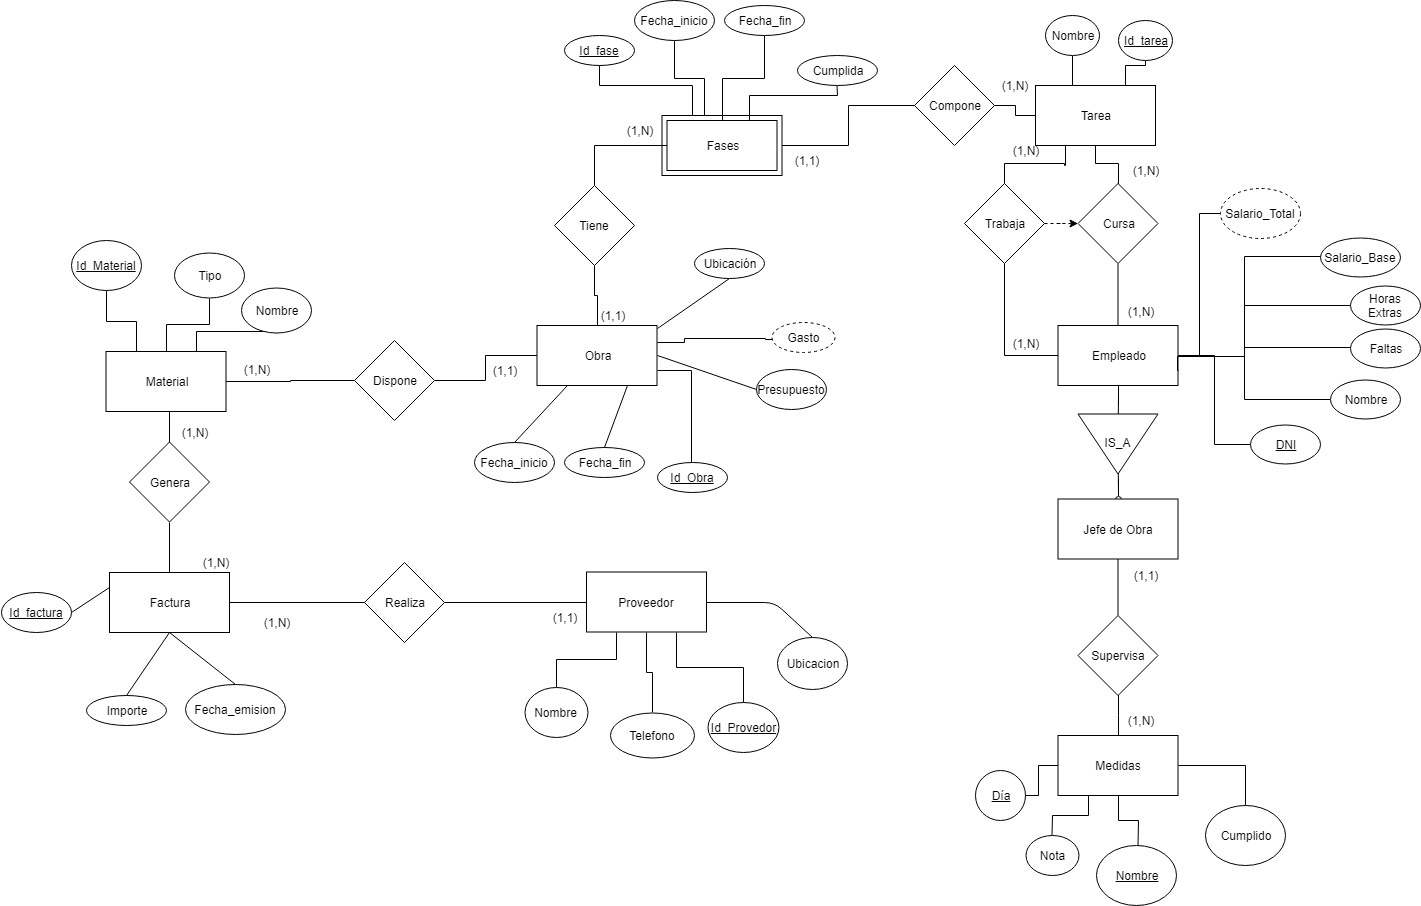 Fecha_inicio
Fecha_fin
Id_fase
Cumplida
Nombre
Id_tarea
(1,N)
Compone
(1,N)
Tarea
Fases
(1,1)
(1,N)
(1,N)
Tiene
Trabaja
Cursa
Salario_Total
Id_Material
Tipo
Nombre
Ubicación
Salario_Base
Horas
Extras
(1,1)
(1,N)
Gasto
(1,N)
Faltas
Material
(1,N)
Dispone
(1,1)
Obra
Empleado
Presupuesto
Nombre
(1,N)
Genera
Fecha_inicio
Fecha_fin
Id_Obra
IS_A
DNI
Jefe de Obra
(1,N)
(1,1)
Id_factura
Factura
(1,N)
Realiza
(1,1)
Proveedor
Supervisa
Ubicacion
Importe
Fecha_emision
Nombre
Telefono
Id_Provedor
(1,N)
Medidas
Día
Nota
Nombre
Cumplido